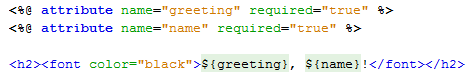 <%@ attribute name="greeting" required="true" %>
<%@ attribute name="name" required="true" %>
<h2><font color="black">${greeting}, ${name}!</font></h2>